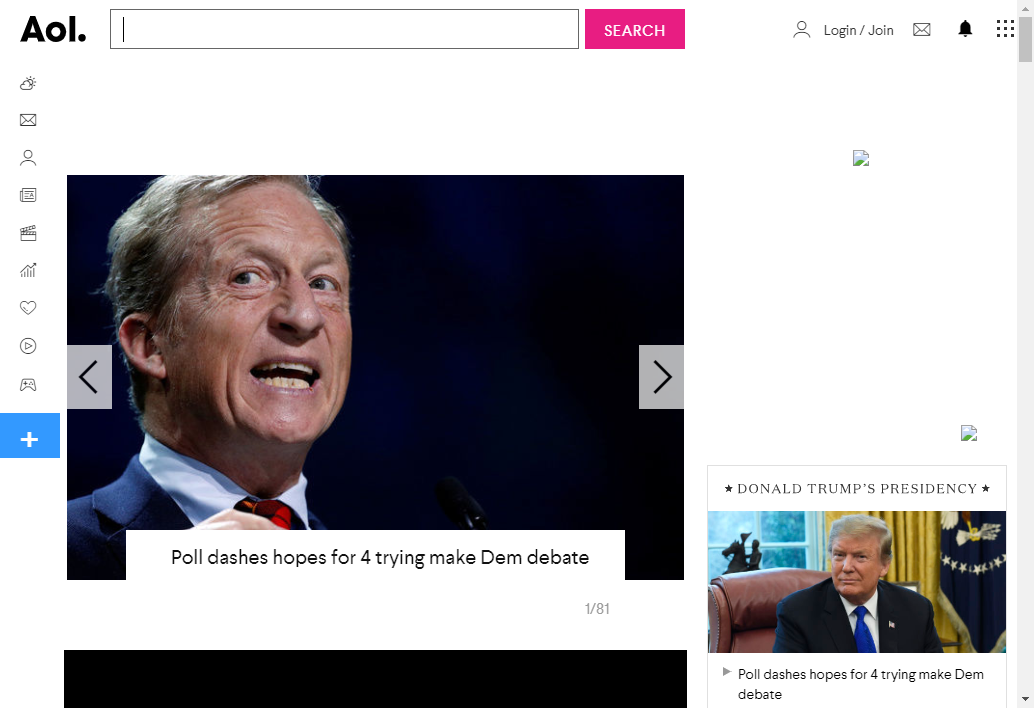 Aol.
SEARCH
Login / Join
Poll dashes hopes for 4 trying make Dem debate
1/81
★ DONALD TRUMP'S PRESIDENCY ★
Poll dashes hopes for 4 trying make Dem
debate